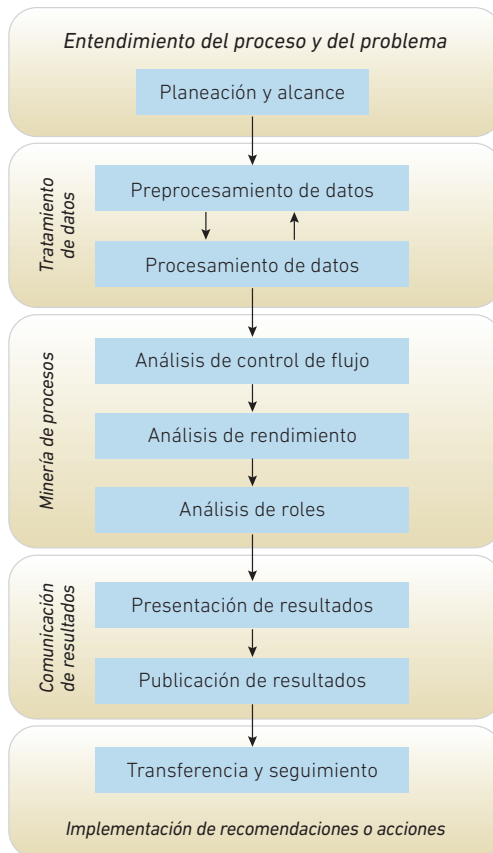 Entendimiento del proceso y del problema
Planeación y alcance
Tratamiento
de datos
Preprocesamiento de datos
Procesamiento de datos
Minería de procesos
Análisis de control de flujo
Análisis de rendimiento
Análisis de roles
Comunicación
de resultados
Presentación de resultados
Publicación de resultados
Transferencia y seguimiento
Implementación de recomendaciones o acciones